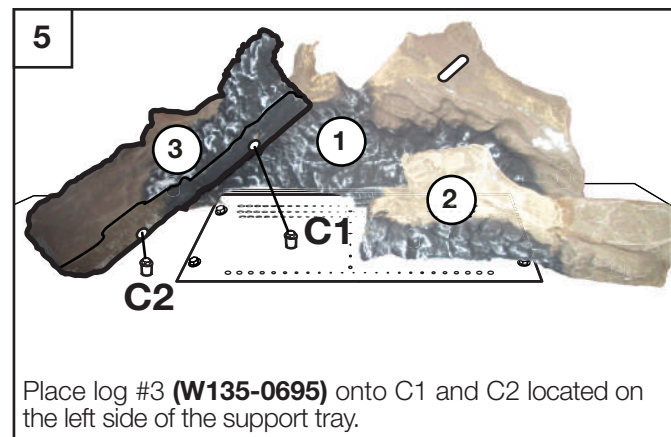 5
3
1
2
C1
C2
Place log #3 (W135-0695) onto C1 and C2 located on
the left side of the support tray.